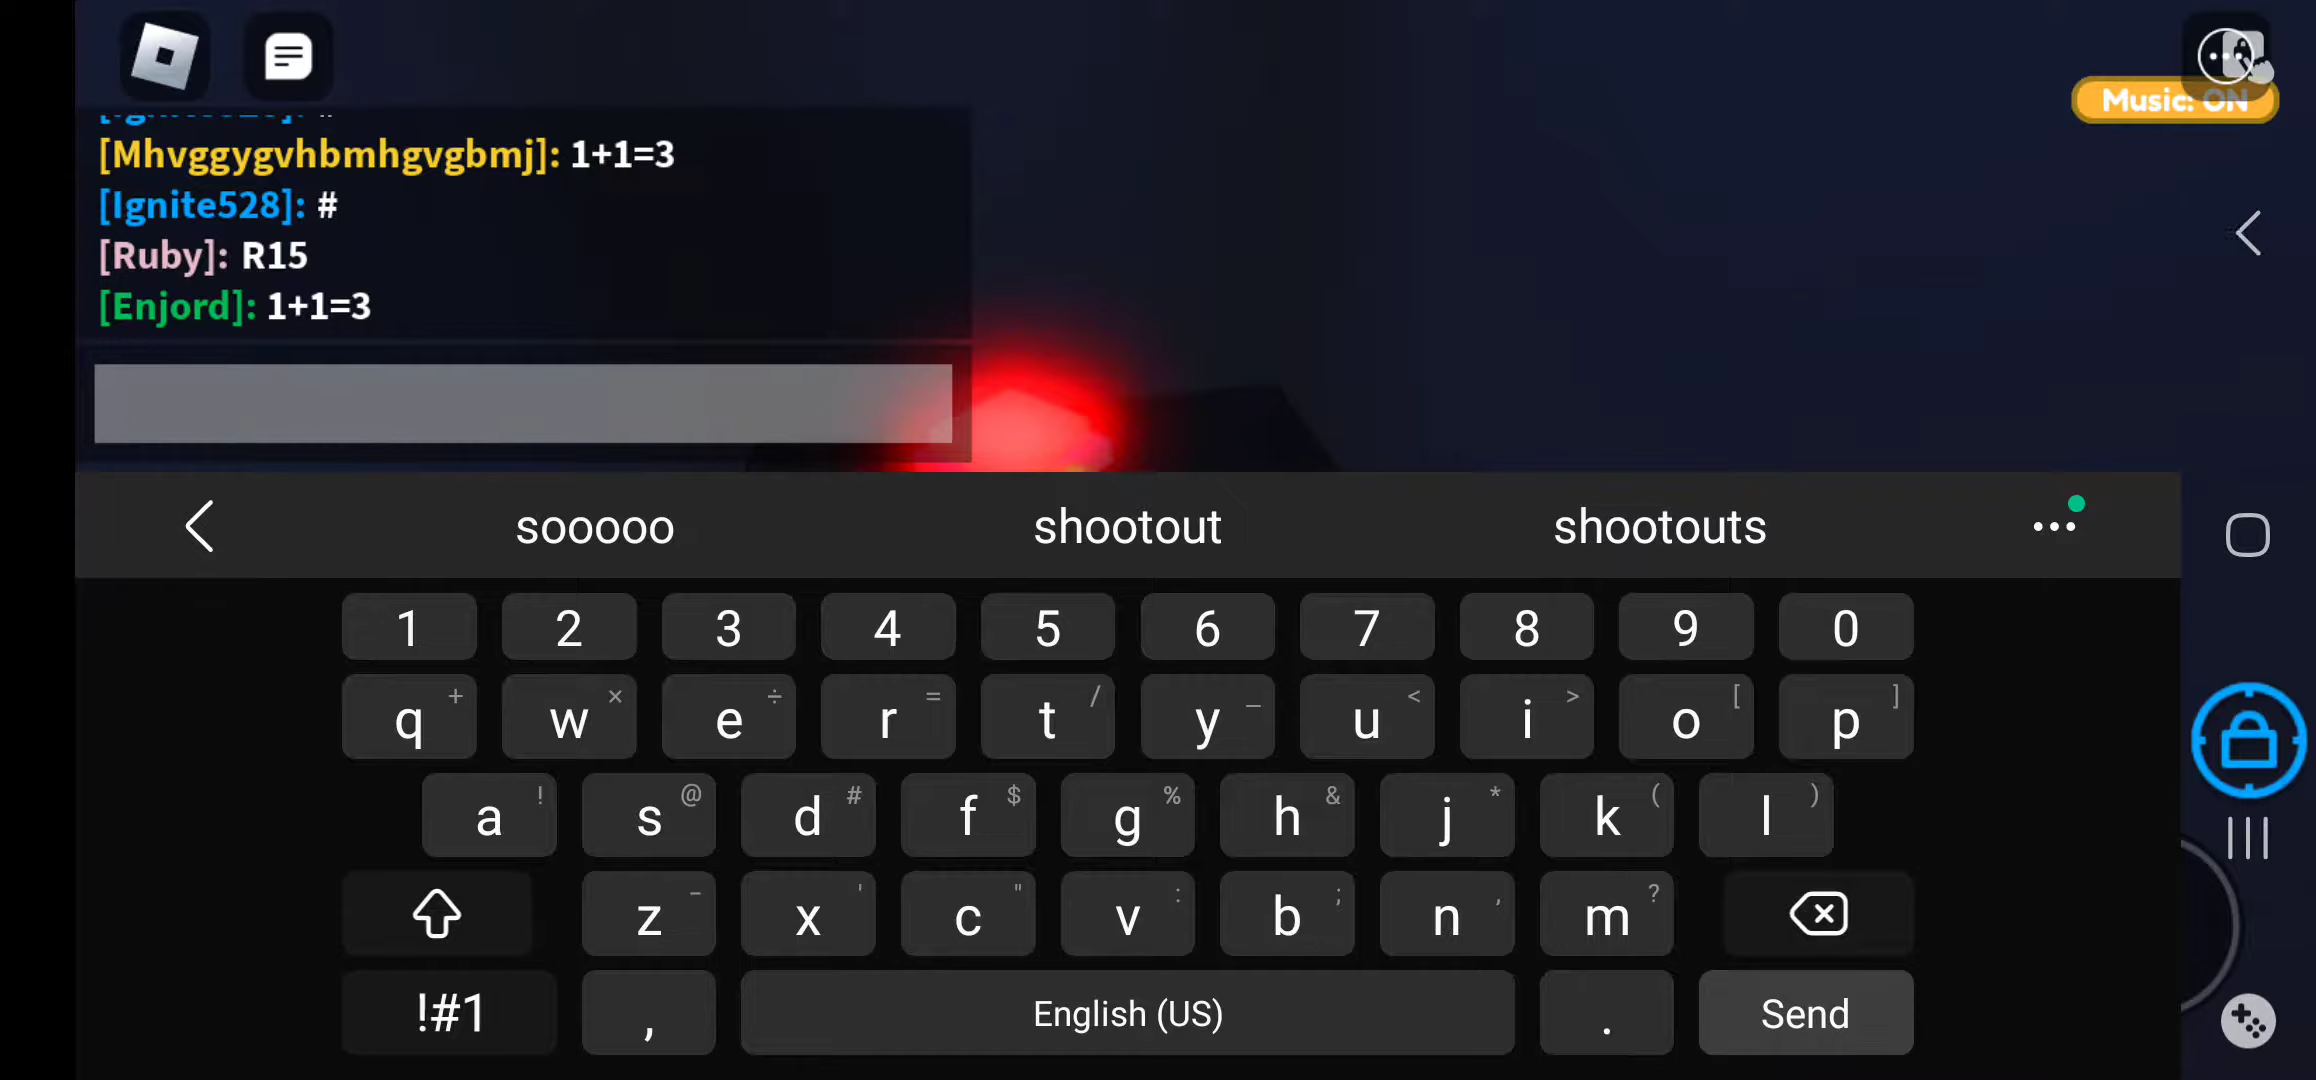 Music: ON
[Mhvggygvhbmhgvgbmj]: 1+1=3
[Ignite528]: #
[Ruby]: R15
[Enjord]: 1+1=3
sooooo shootout shootouts
1 2 3 4 5 6 7 8 9 0
q + w × e ÷ r = t / y _ u < i > o [ p ]
a ! s @ d # f $ g % h & j * k ( l )
z - x ' c " v : b ; n , m ?
!#1 , English (US) . Send